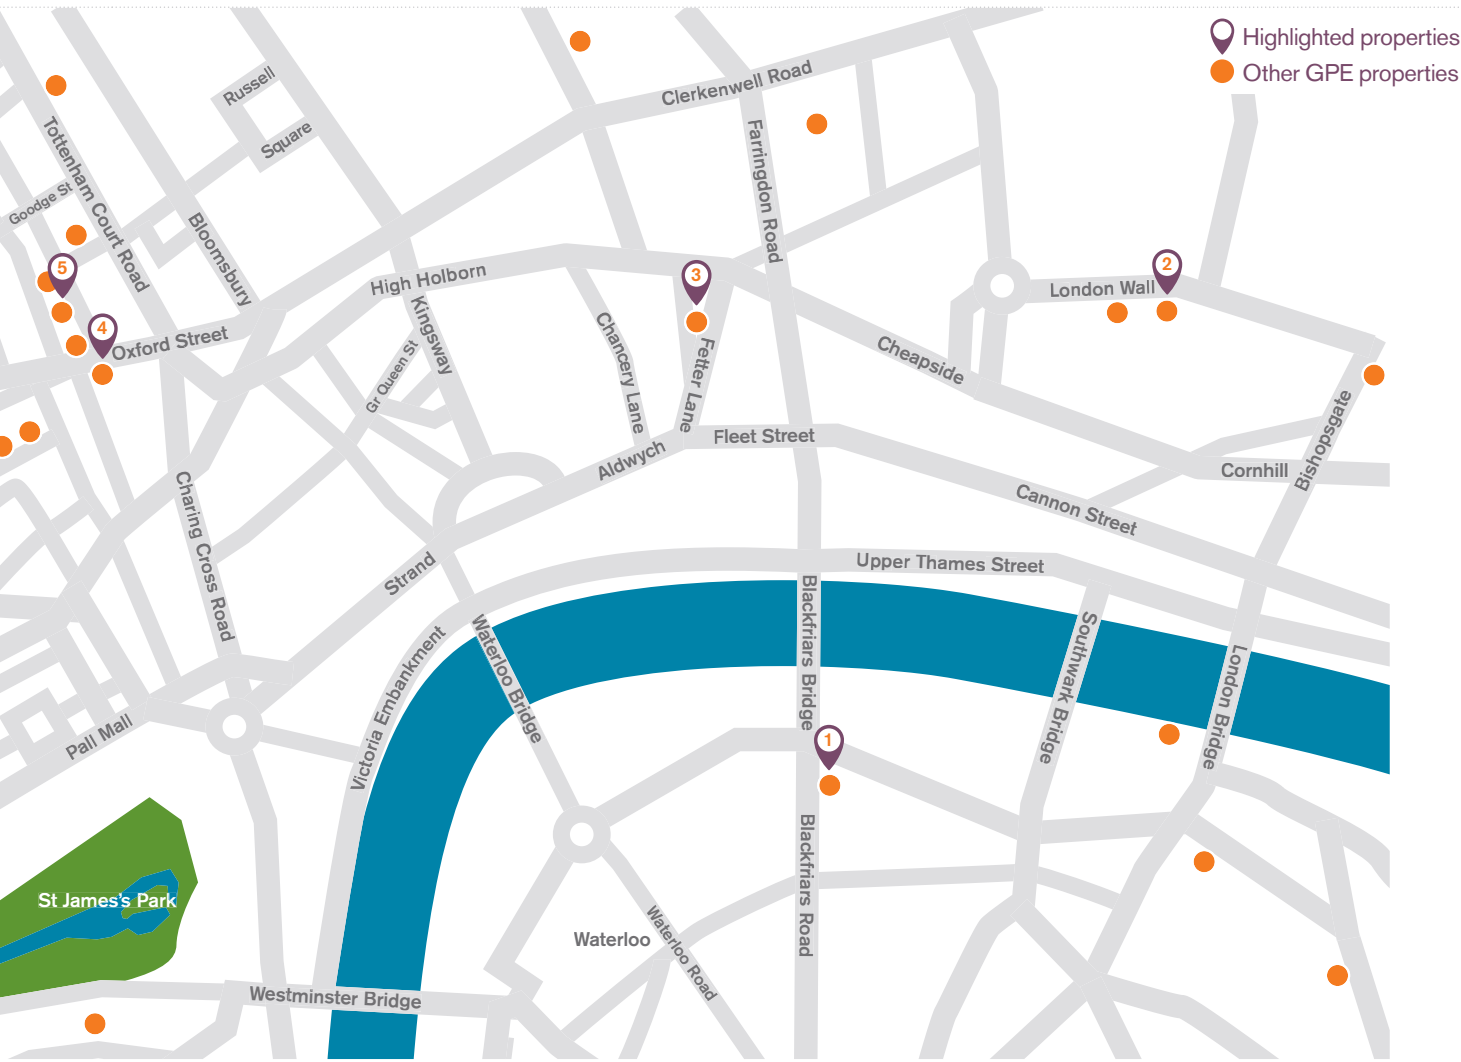 Highlighted properties
Other GPE properties
Russell
Square
Clerkenwell Road
Tottenham Court Road
Goodge St
Bloomsbury
Farringdon Road
5
4
3
2
High Holborn
London Wall
Oxford Street
Kingsway
Gr Queen St
Chancery Lane
Fetter Lane
Cheapside
Bishopsgate
Fleet Street
Aldwych
Cornhill
Cannon Street
Charing Cross Road
Strand
Upper Thames Street
Blackfriars Bridge
Southwark Bridge
London Bridge
Waterloo Bridge
Victoria Embankment
Pall Mall
1
Blackfriars Road
St James's Park
Waterloo
Waterloo Road
Westminster Bridge